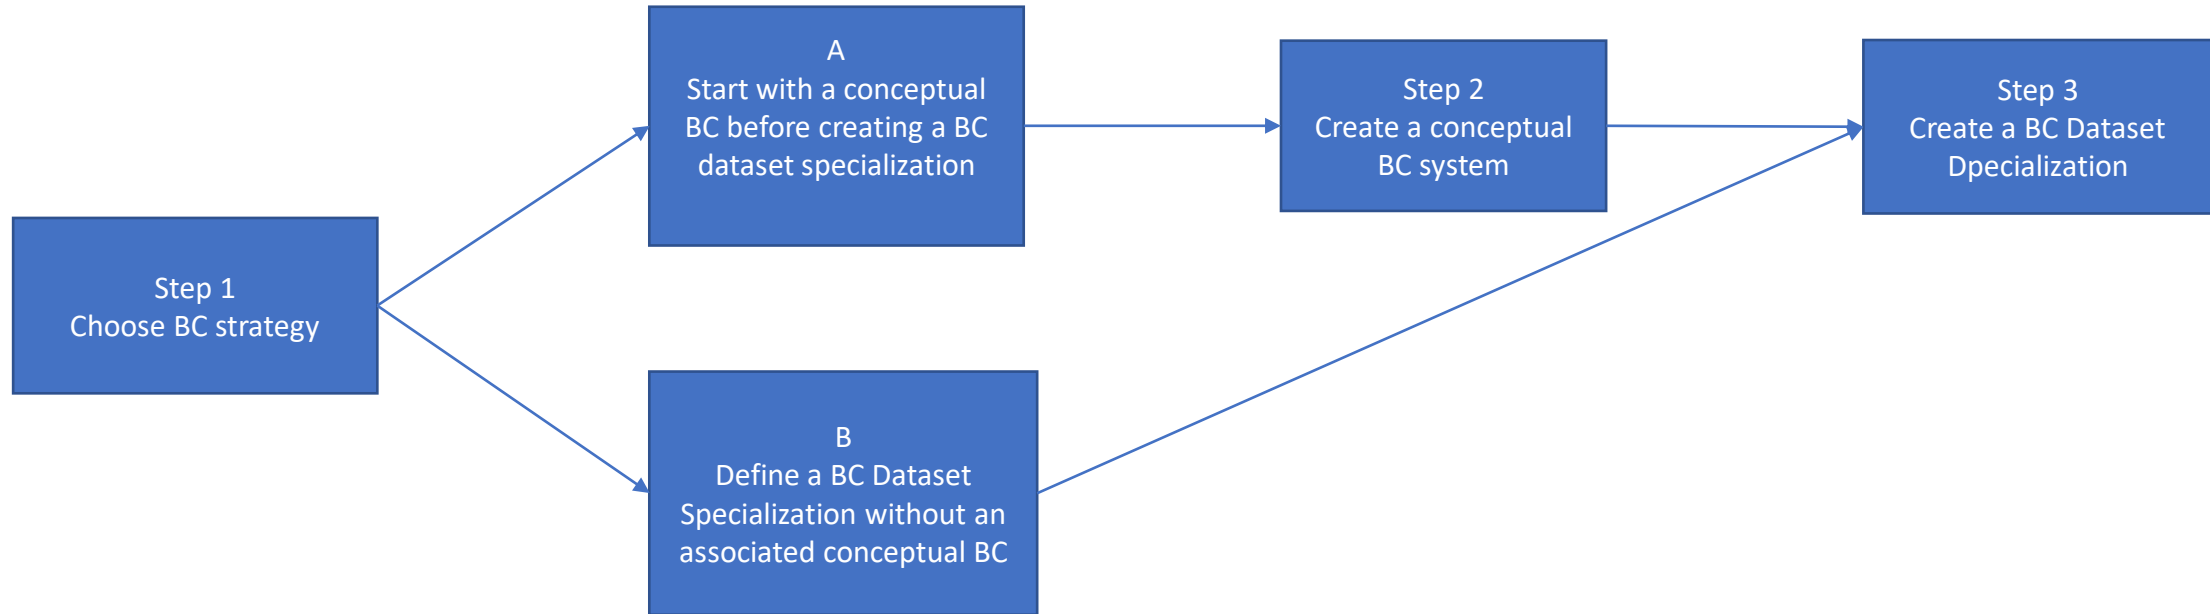 Step 1
Choose BC strategy
A
Start with a conceptual
BC before creating a BC
dataset specialization
B
Define a BC Dataset
Specialization without an
associated conceptual BC
Step 2
Create a conceptual
BC system
Step 3
Create a BC Dataset
Dpecialization